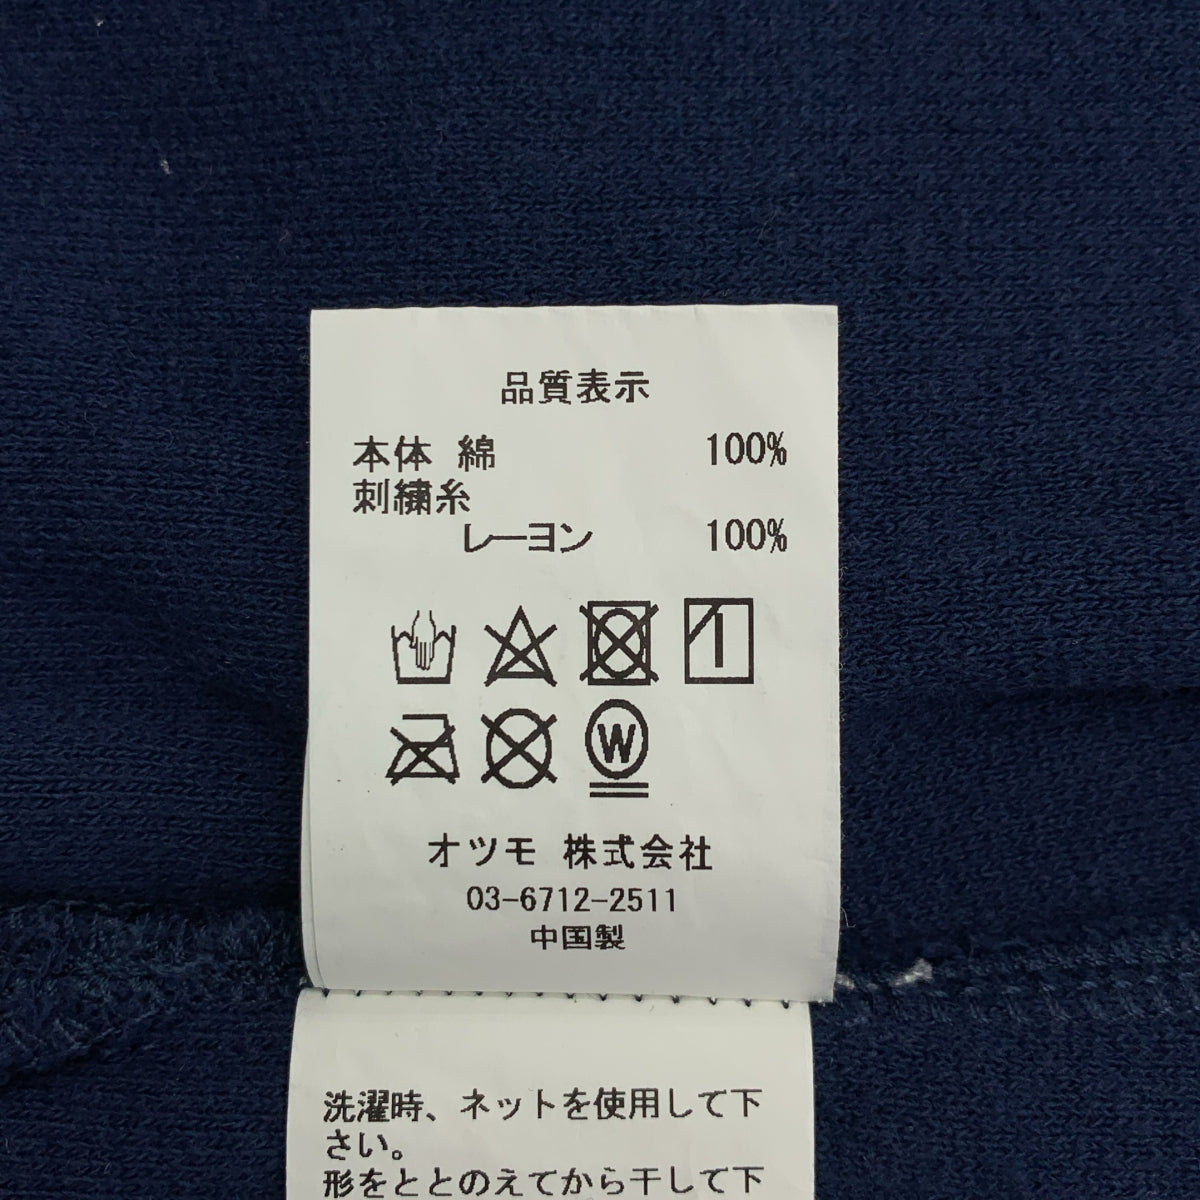 品質表示
本体 綿 100%
刺繍糸
レーヨン 100%
W
オツモ 株式会社
03-6712-2511
中国製
洗濯時、ネットを使用して下
さい。
形をととのえてから干して下